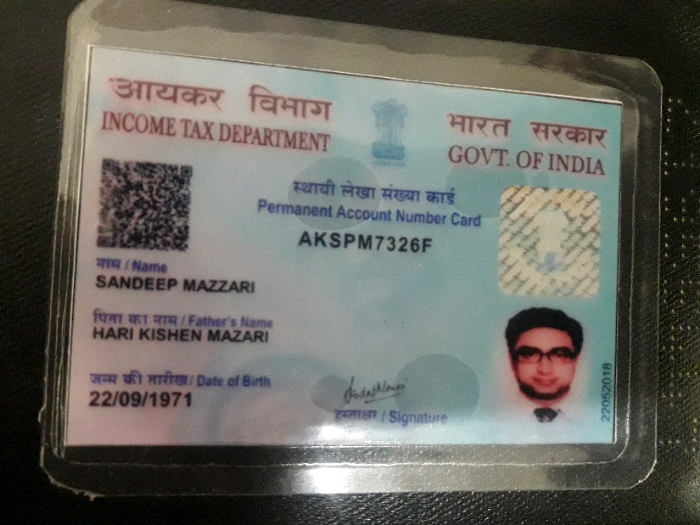 आयकर विभाग
INCOME TAX DEPARTMENT
भारत सरकार
GOVT. OF INDIA
स्थायी लेखा संख्या कार्ड
Permanent Account Number Card
AKSPM7326F
नाम / Name
SANDEEP MAZZARI
पिता का नाम / Father's Name
HARI KISHEN MAZARI
जन्म की तारीख / Date of Birth
22/09/1971
हस्ताक्षर / Signature
22052018